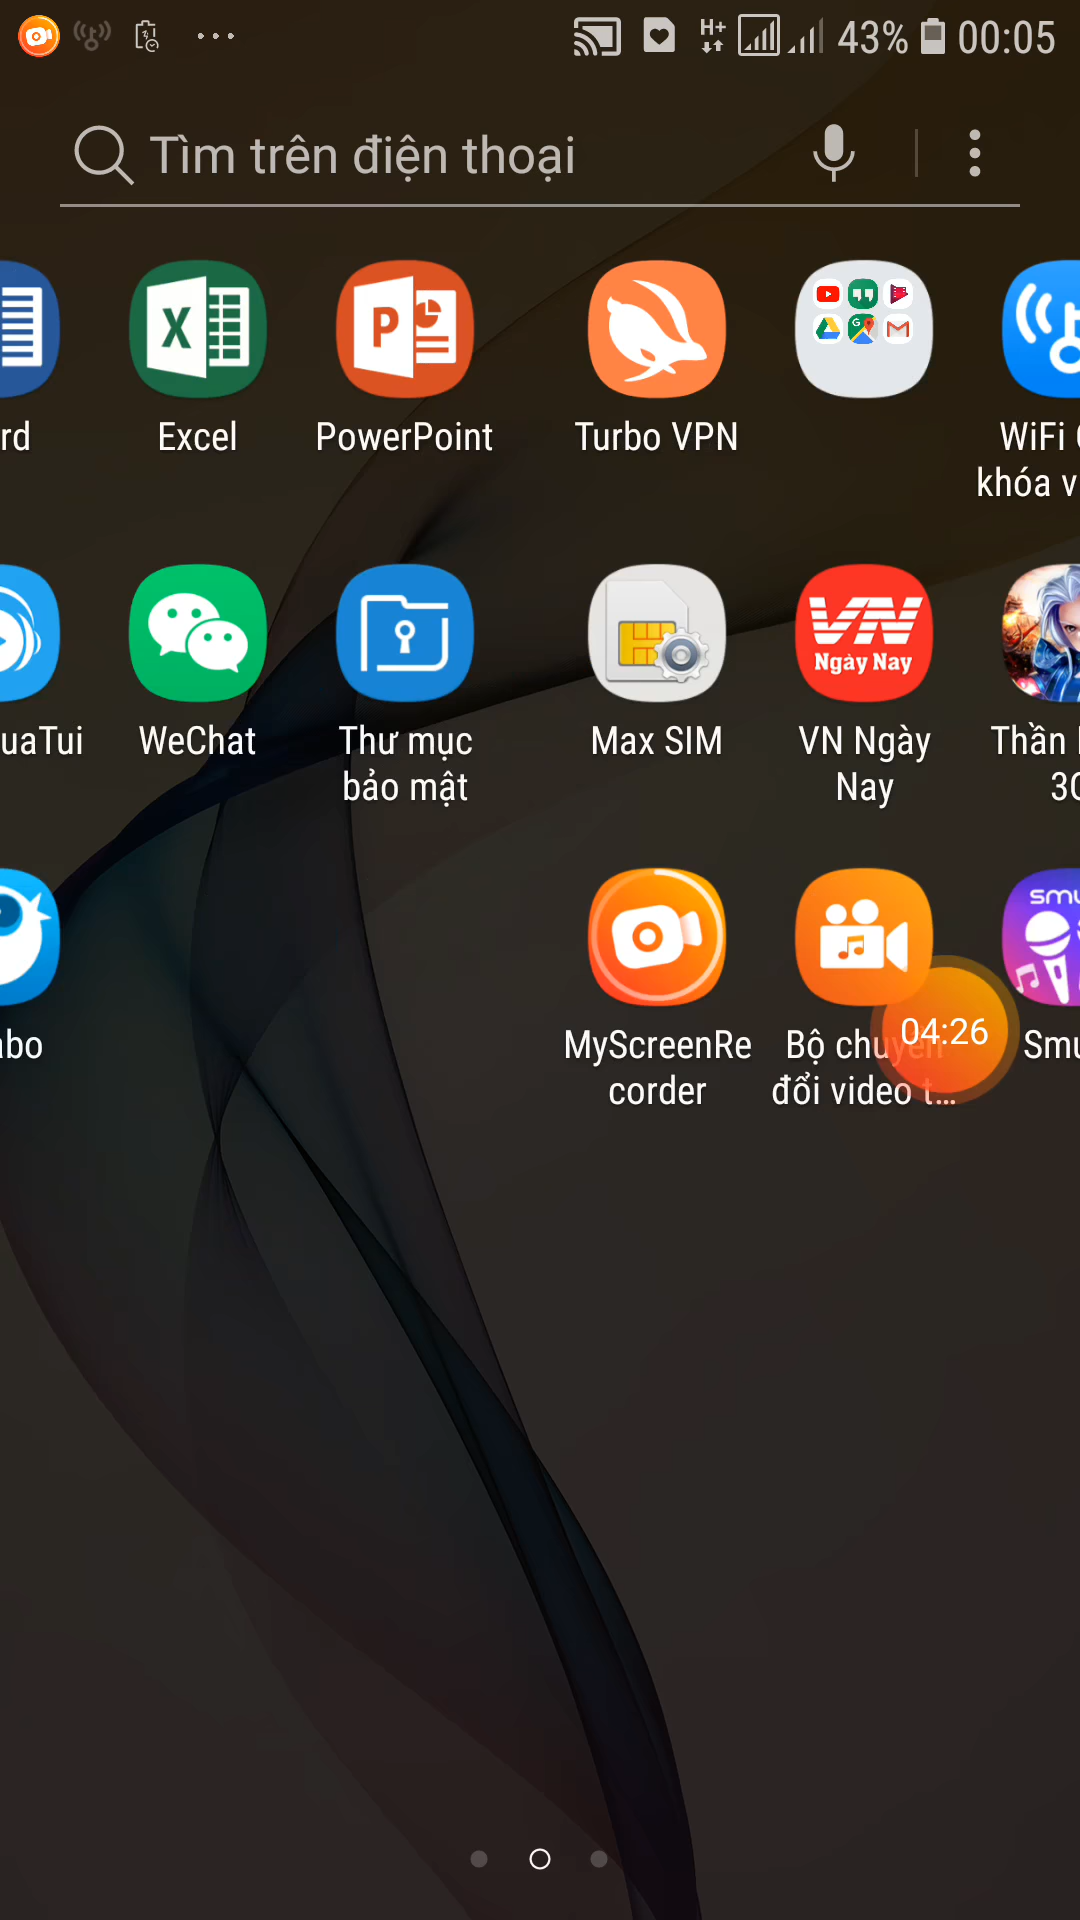 H+ 43% 00:05
Tìm trên điện thoại
rd Excel PowerPoint Turbo VPN WiFi
khóa v
VN
Ngày Nay
uaTui WeChat Thư mục Max SIM VN Ngày Thần
bảo mật Nay 30
smu
04:26
abo MyScreenRe Bộ chuyển Smu
corder đổi video t...